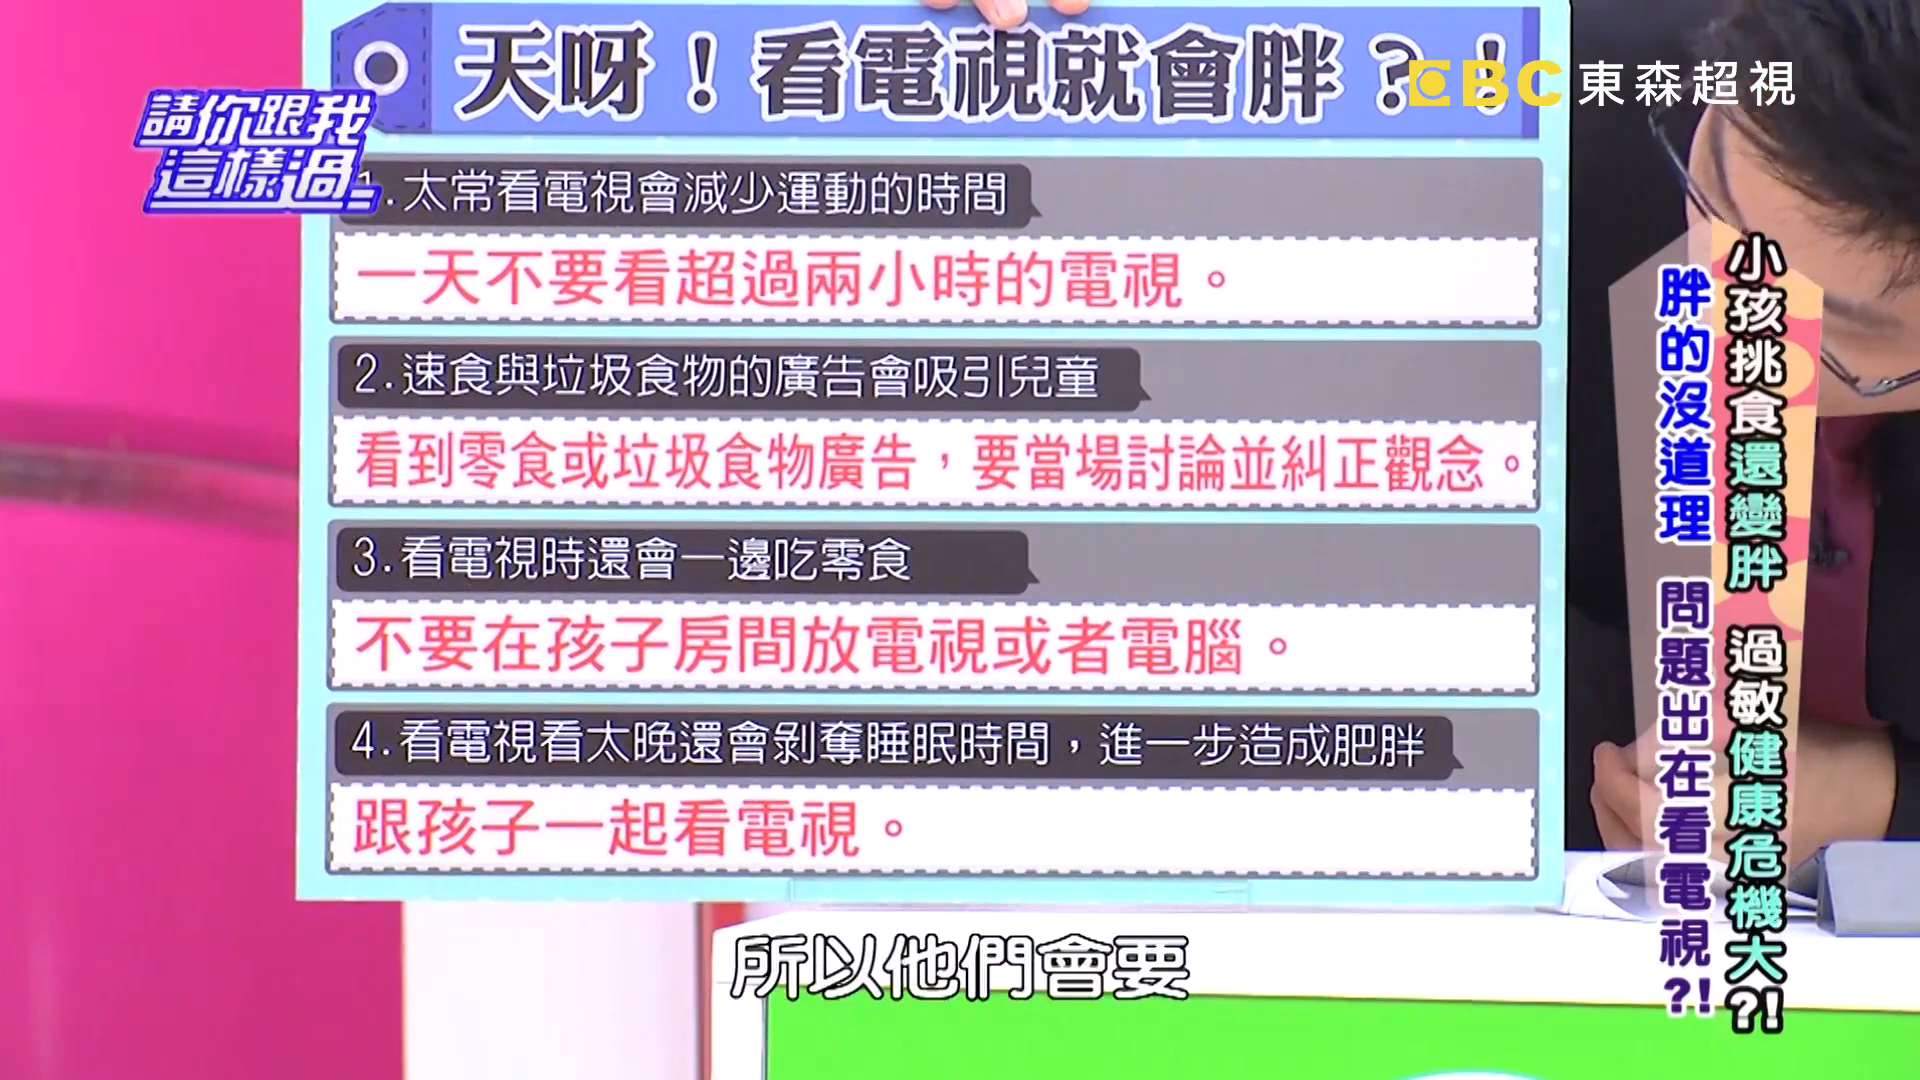 天呀！看電視就會胖？！
EBC 東森超視
請你跟我
這樣過
1.太常看電視會減少運動的時間
一天不要看超過兩小時的電視。
2.速食與垃圾食物的廣告會吸引兒童
看到零食或垃圾食物廣告，要當場討論並糾正觀念。
3.看電視時還會一邊吃零食
不要在孩子房間放電視或者電腦。
4.看電視看太晚還會剝奪睡眠時間，進一步造成肥胖
跟孩子一起看電視。
小孩挑食還變胖 過敏健康危機大?!
胖的沒道理 問題出在看電視?!
所以他們會要